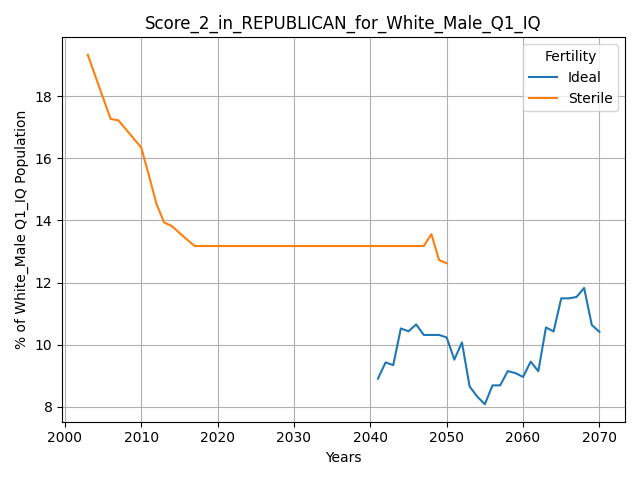 Score_2_in_REPUBLICAN_for_White_Male_Q1_IQ
Fertility
Ideal
Sterile
% of White_Male Q1_IQ Population
18
16
14
12
10
8
2000 2010 2020 2030 2040 2050 2060 2070
Years